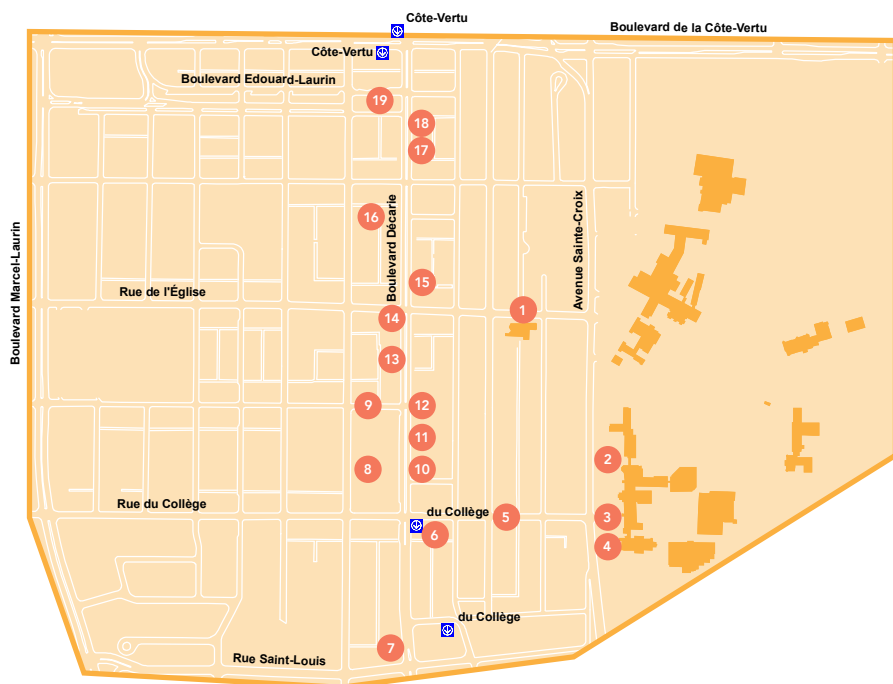 Côte-Vertu
Boulevard de la Côte-Vertu
Côte-Vertu
Boulevard Edouard-Laurin
19
18
17
Boulevard Marcel-Laurin
Boulevard Décarie
Avenue Sainte-Croix
16
15
Rue de l'Église
1
14
13
9
12
11
2
8
10
Rue du Collège
du Collège
5
3
6
4
du Collège
7
Rue Saint-Louis